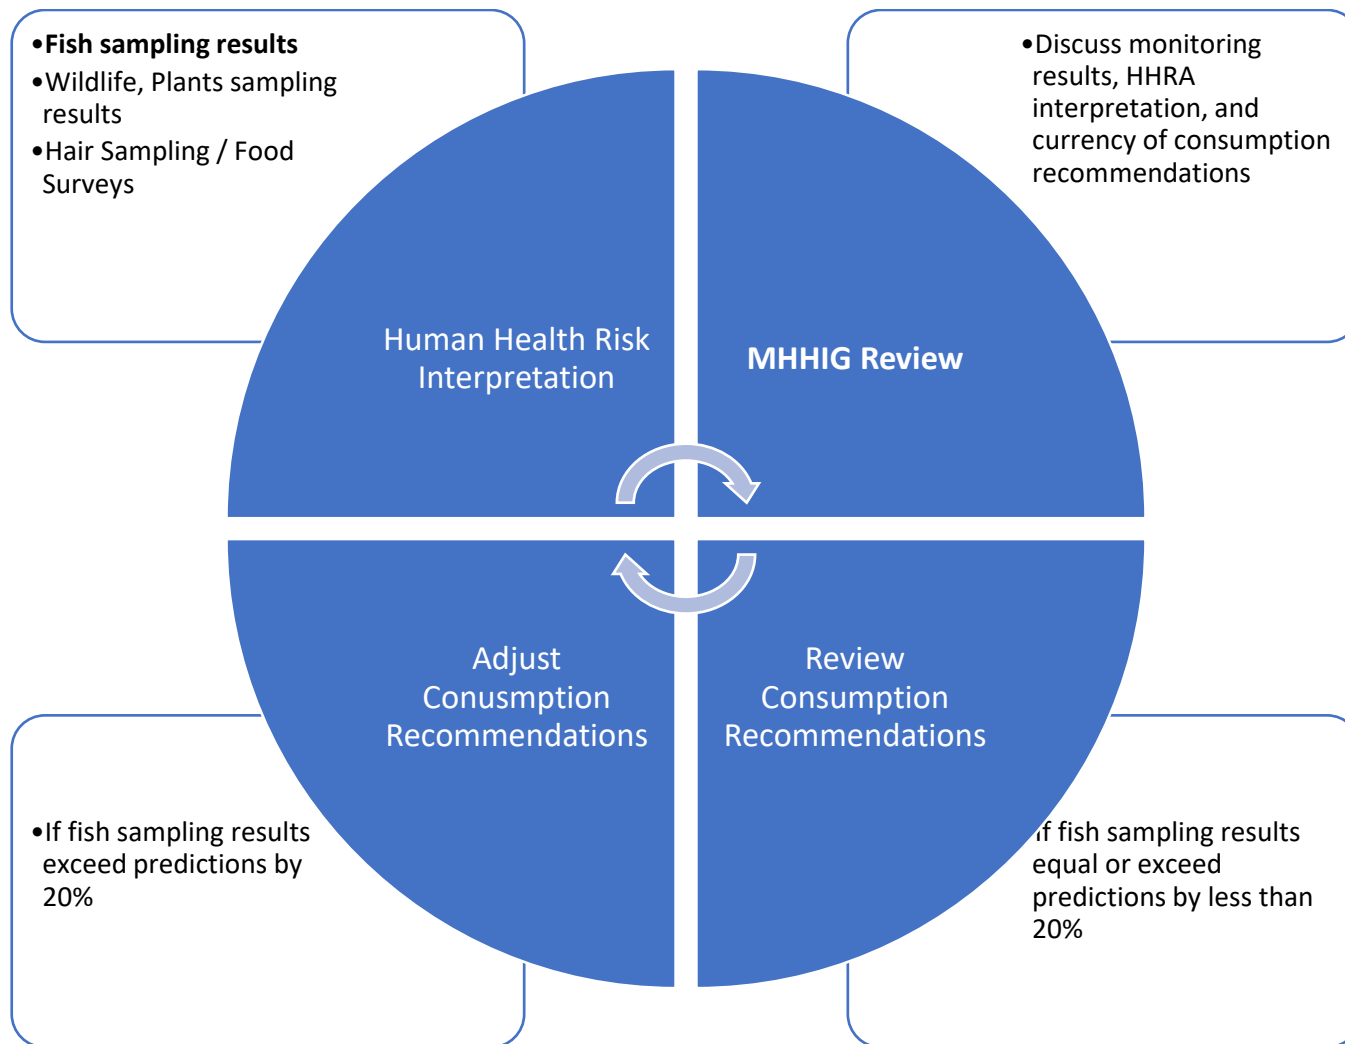 •Fish sampling results
•Wildlife, Plants sampling
results
•Hair Sampling / Food
Surveys
•Discuss monitoring
results, HHRA
interpretation, and
currency of consumption
recommendations
Human Health Risk
Interpretation
MHHIG Review
Adjust
Conusmption
Recommendations
Review
Consumption
Recommendations
•If fish sampling results
exceed predictions by
20%
If fish sampling results
equal or exceed
predictions by less than
20%